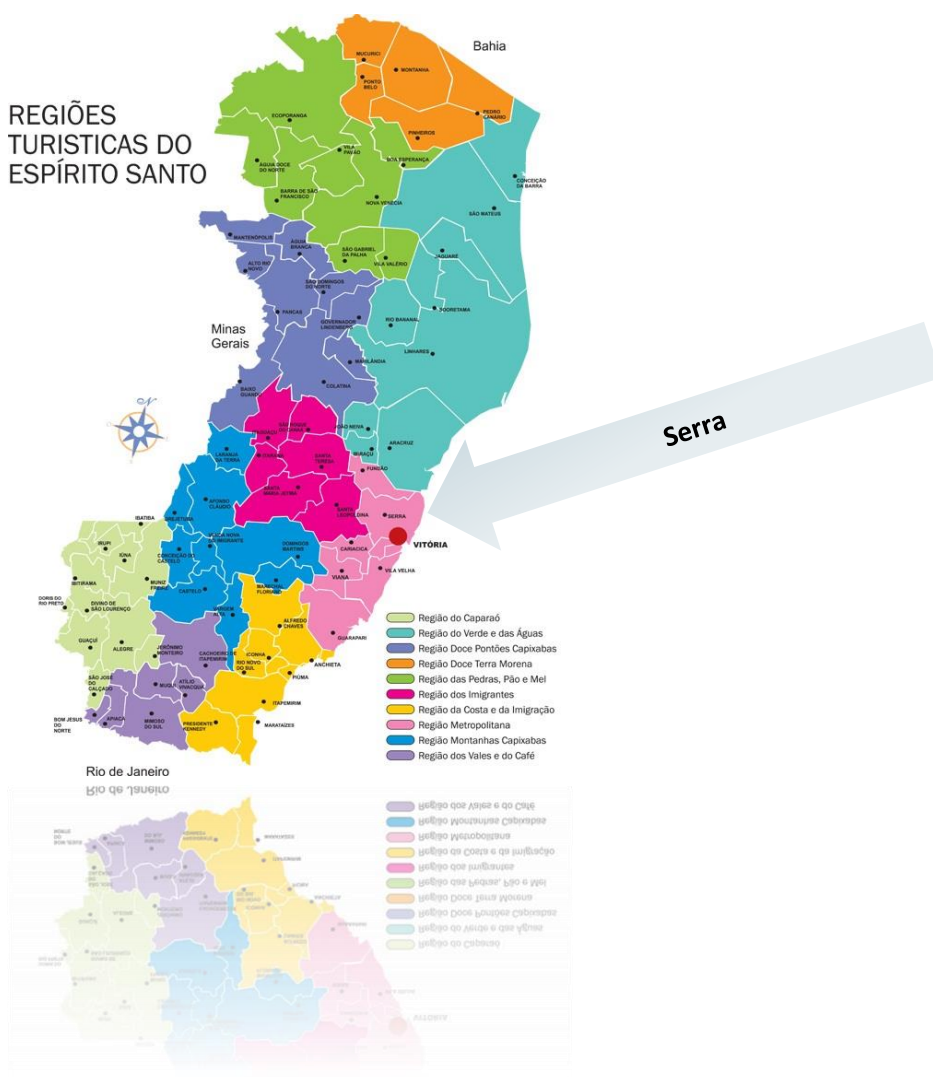 Bahia
REGIÕES
TURISTICAS DO
ESPÍRITO SANTO
MUCURICI
MONTANHA
PONTO
BELO
PEDRO
CANÁRIO
ECOPORANGA
PINHEIROS
VILA
PAVÃO
BOA ESPERANÇA
ÁGUIA DOCE
DO NORTE
CONCEIÇÃO
DA BARRA
BARRA DE SÃO
FRANCISCO
NOVA VENÉCIA
SÃO MATEUS
MANTENÓPOLIS
ÁGUIA
BRANCA
SÃO GABRIEL
DA PALHA
VILA VALÉRIO
JAGUARÉ
ALTO RIO
NOVO
SÃO DOMINGOS
DO NORTE
PANCAS
SOORETAMA
GOVERNADOR
LINDENBERG
RIO BANANAL
Minas
Gerais
LINHARES
MARILÂNDIA
BAIXO
GUANDU
COLATINA
N
Serra
SÃO ROQUE
DO CANAÃ
JOÃO NEIVA
ITARANA
ARACRUZ
LARANJA
DA TERRA
IBIRAÇU
SANTA
TERESA
FUNDÃO
SANTA
MARIA JETIBÁ
AFONSO
CLÁUDIO
SANTA
LEOPOLDINA
SERRA
BREJETUBA
IBATIBA
VENDA NOVA
DO IMIGRANTE
VITÓRIA
IRUPI
DOMINGOS
MARTINS
CARIACICA
IÚNA
CONCEIÇÃO DO
CASTELO
VILA VELHA
VIANA
IBITIRAMA
MUNIZ
FREIRE
CASTELO
MARECHAL
FLORIANO
DORIS DO
RIO PRETO
DIVINO DE
SÃO LOURENÇO
VARGEM
ALTA
ALFREDO
CHAVES
GUARAPARI
GUAÇUÍ
ALEGRE
JERÔNIMO
MONTEIRO
CACHOEIRO DE
ITAPEMIRIM
ICONHA
RIO NOVO
DO SUL
ANCHIETA
PIÚMA
SÃO JOSÉ
DO
CALÇADO
MUQUI
ATÍLIO
VIVACQUA
ITAPEMIRIM
BOM JESUS
DO
NORTE
APIACÁ
MIMOSO
DO SUL
PRESIDENTE
KENNEDY
MARATAÍZES
Região do Caparaó
Região do Verde e das Águas
Região Doce Pontões Capixabas
Região Doce Terra Morena
Região das Pedras, Pão e Mel
Região dos Imigrantes
Região da Costa e da Imigração
Região Metropolitana
Região Montanhas Capixabas
Região dos Vales e do Café
Rio de Janeiro